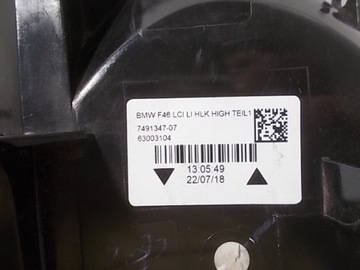 BMW F46 LCI LI HLK HIGH TEIL1
7491347-07
63003104
13:05:49
22/07/18